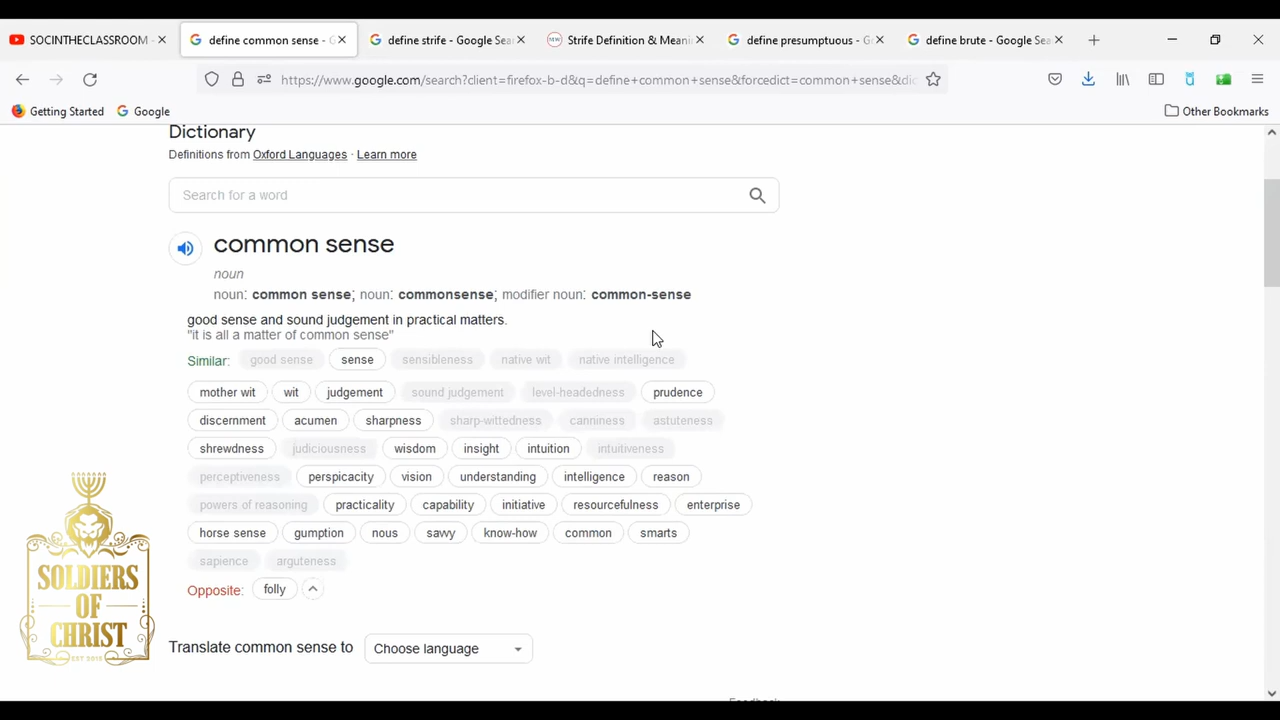 SOCINTHECLASSROOM -
define common sense - G
define strife - Google Sea
Strife Definition & Meani
define presumptuous - Go
define brute - Google Sea
https://www.google.com/search?client=firefox-b-d&q=define+common+sense&forcedict=common+sense&dic
Getting Started
Google
Other Bookmarks
Dictionary
Definitions from Oxford Languages · Learn more
Search for a word
common sense
noun
noun: common sense; noun: commonsense; modifier noun: common-sense
good sense and sound judgement in practical matters.
"it is all a matter of common sense"
Similar: good sense sense sensibleness native wit native intelligence
mother wit wit judgement sound judgement level-headedness prudence
discernment acumen sharpness sharp-wittedness canniness astuteness
shrewdness judiciousness wisdom insight intuition intuitiveness
perceptiveness perspicacity vision understanding intelligence reason
powers of reasoning practicality capability initiative resourcefulness enterprise
horse sense gumption nous savvy know-how common smarts
sapience arguteness
Opposite: folly
Translate common sense to Choose language
SOLDIERS
OF
CHRIST
EST 2012